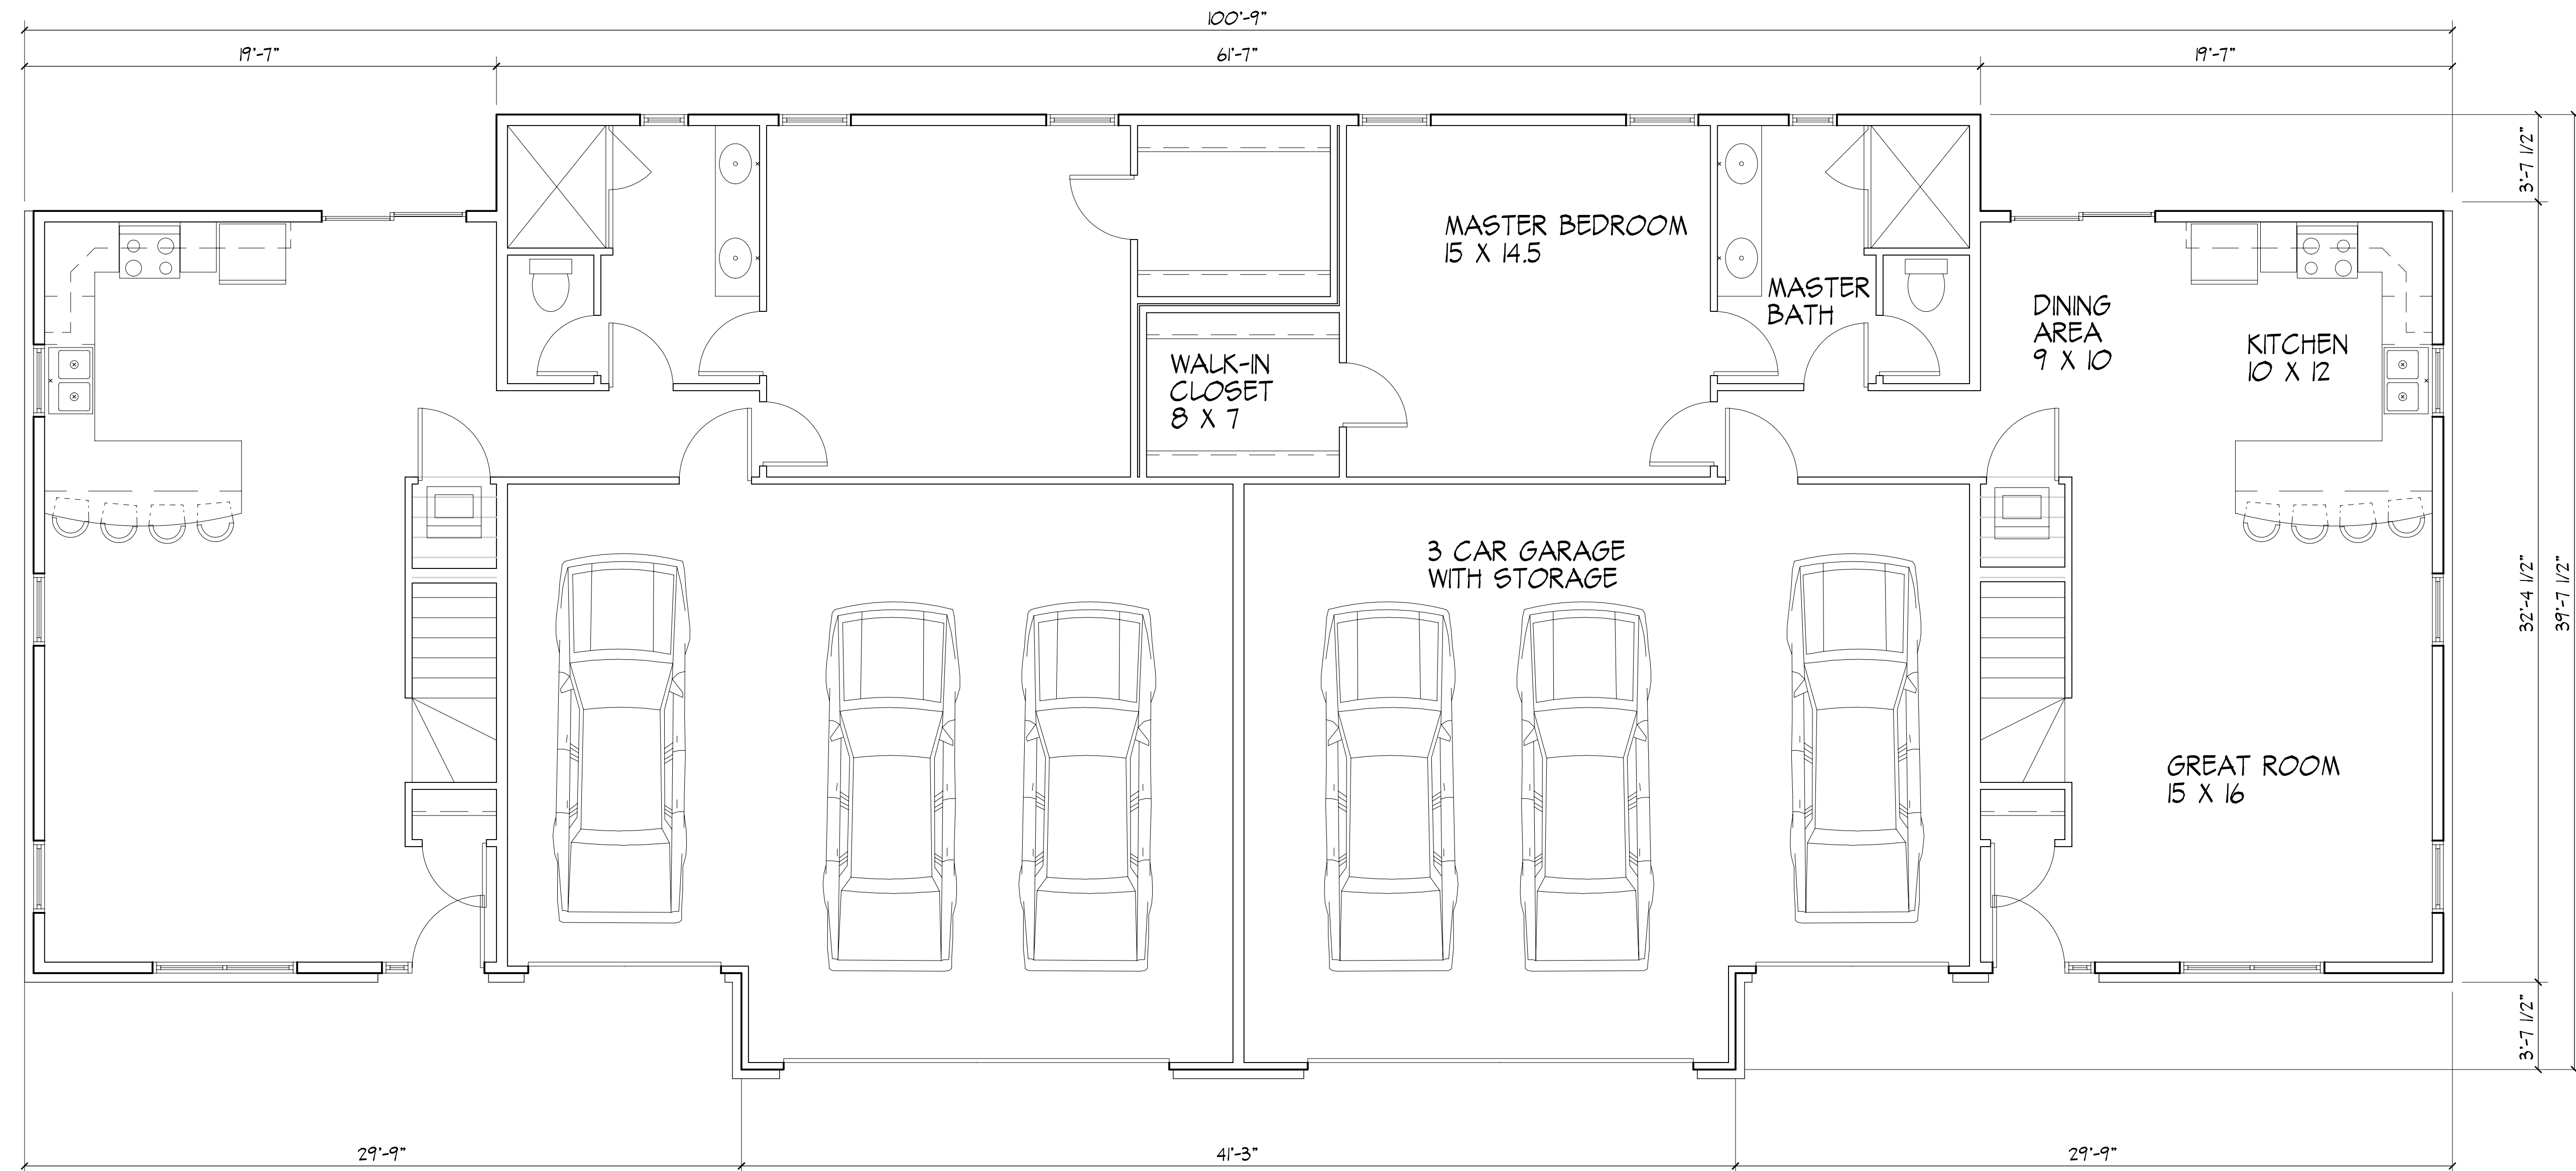 100'-9"
19'-7"
61'-7"
19'-7"
3'-7 1/2"
MASTER BEDROOM
15 X 14.5
MASTER
BATH
DINING
AREA
9 X 10
KITCHEN
10 X 12
WALK-IN
CLOSET
8 X 7
3 CAR GARAGE
WITH STORAGE
32'-4 1/2"
39'-7 1/2"
GREAT ROOM
15 X 16
3'-7 1/2"
29'-9"
41'-3"
29'-9"